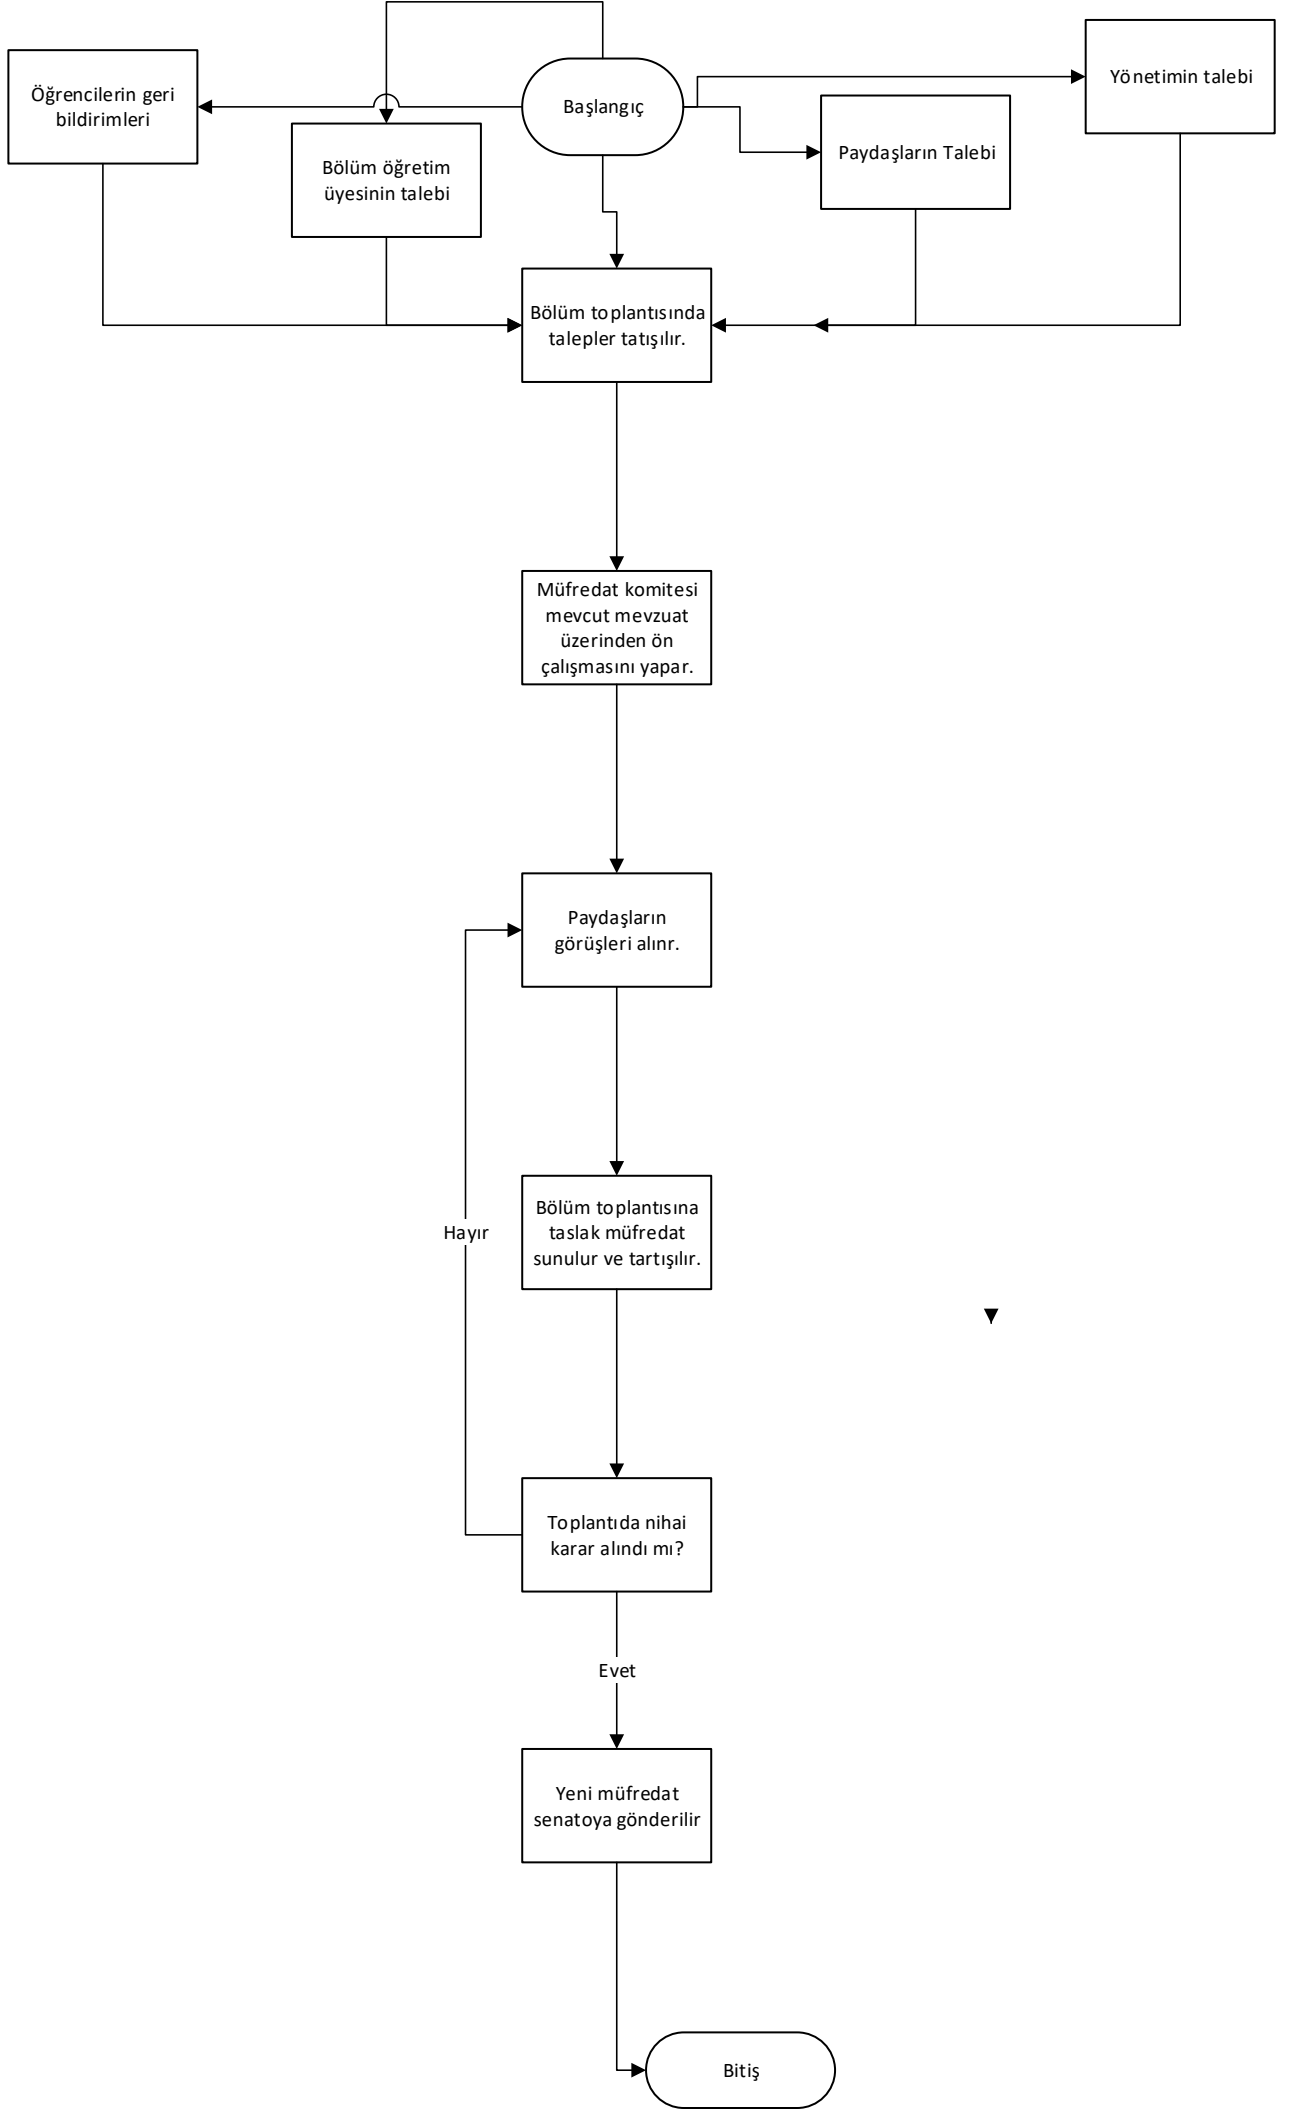 Başlangıç
Yönetimin talebi
Öğrencilerin geri
bildirimleri
Paydaşların Talebi
Bölüm öğretim
üyesinin talebi
Bölüm toplantısında
talepler tatışılır.
Müfredat komitesi
mevcut mevzuat
üzerinden ön
çalışmasını yapar.
Paydaşların
görüşleri alınr.
Bölüm toplantısına
taslak müfredat
sunulur ve tartışılır.
Hayır
Toplantıda nihai
karar alındı mı?
Evet
Yeni müfredat
senatoya gönderilir
Bitiş